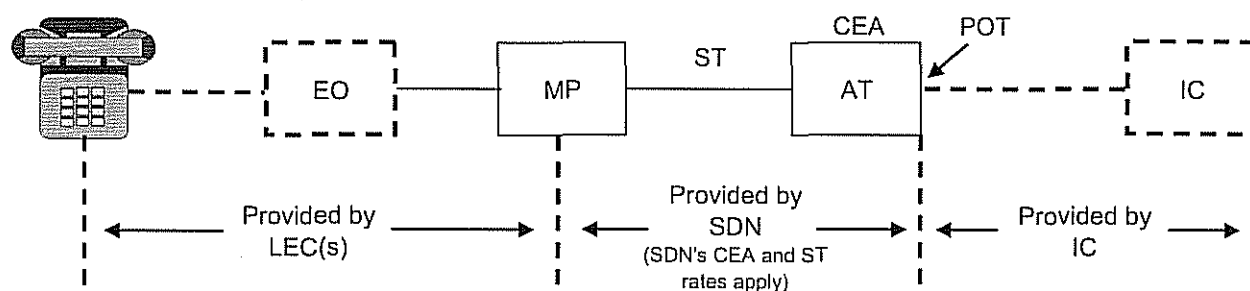 CEA
POT
ST
EO
MP
AT
IC
Provided by
LEC(s)
Provided by
SDN
(SDN's CEA and ST
rates apply)
Provided by
IC